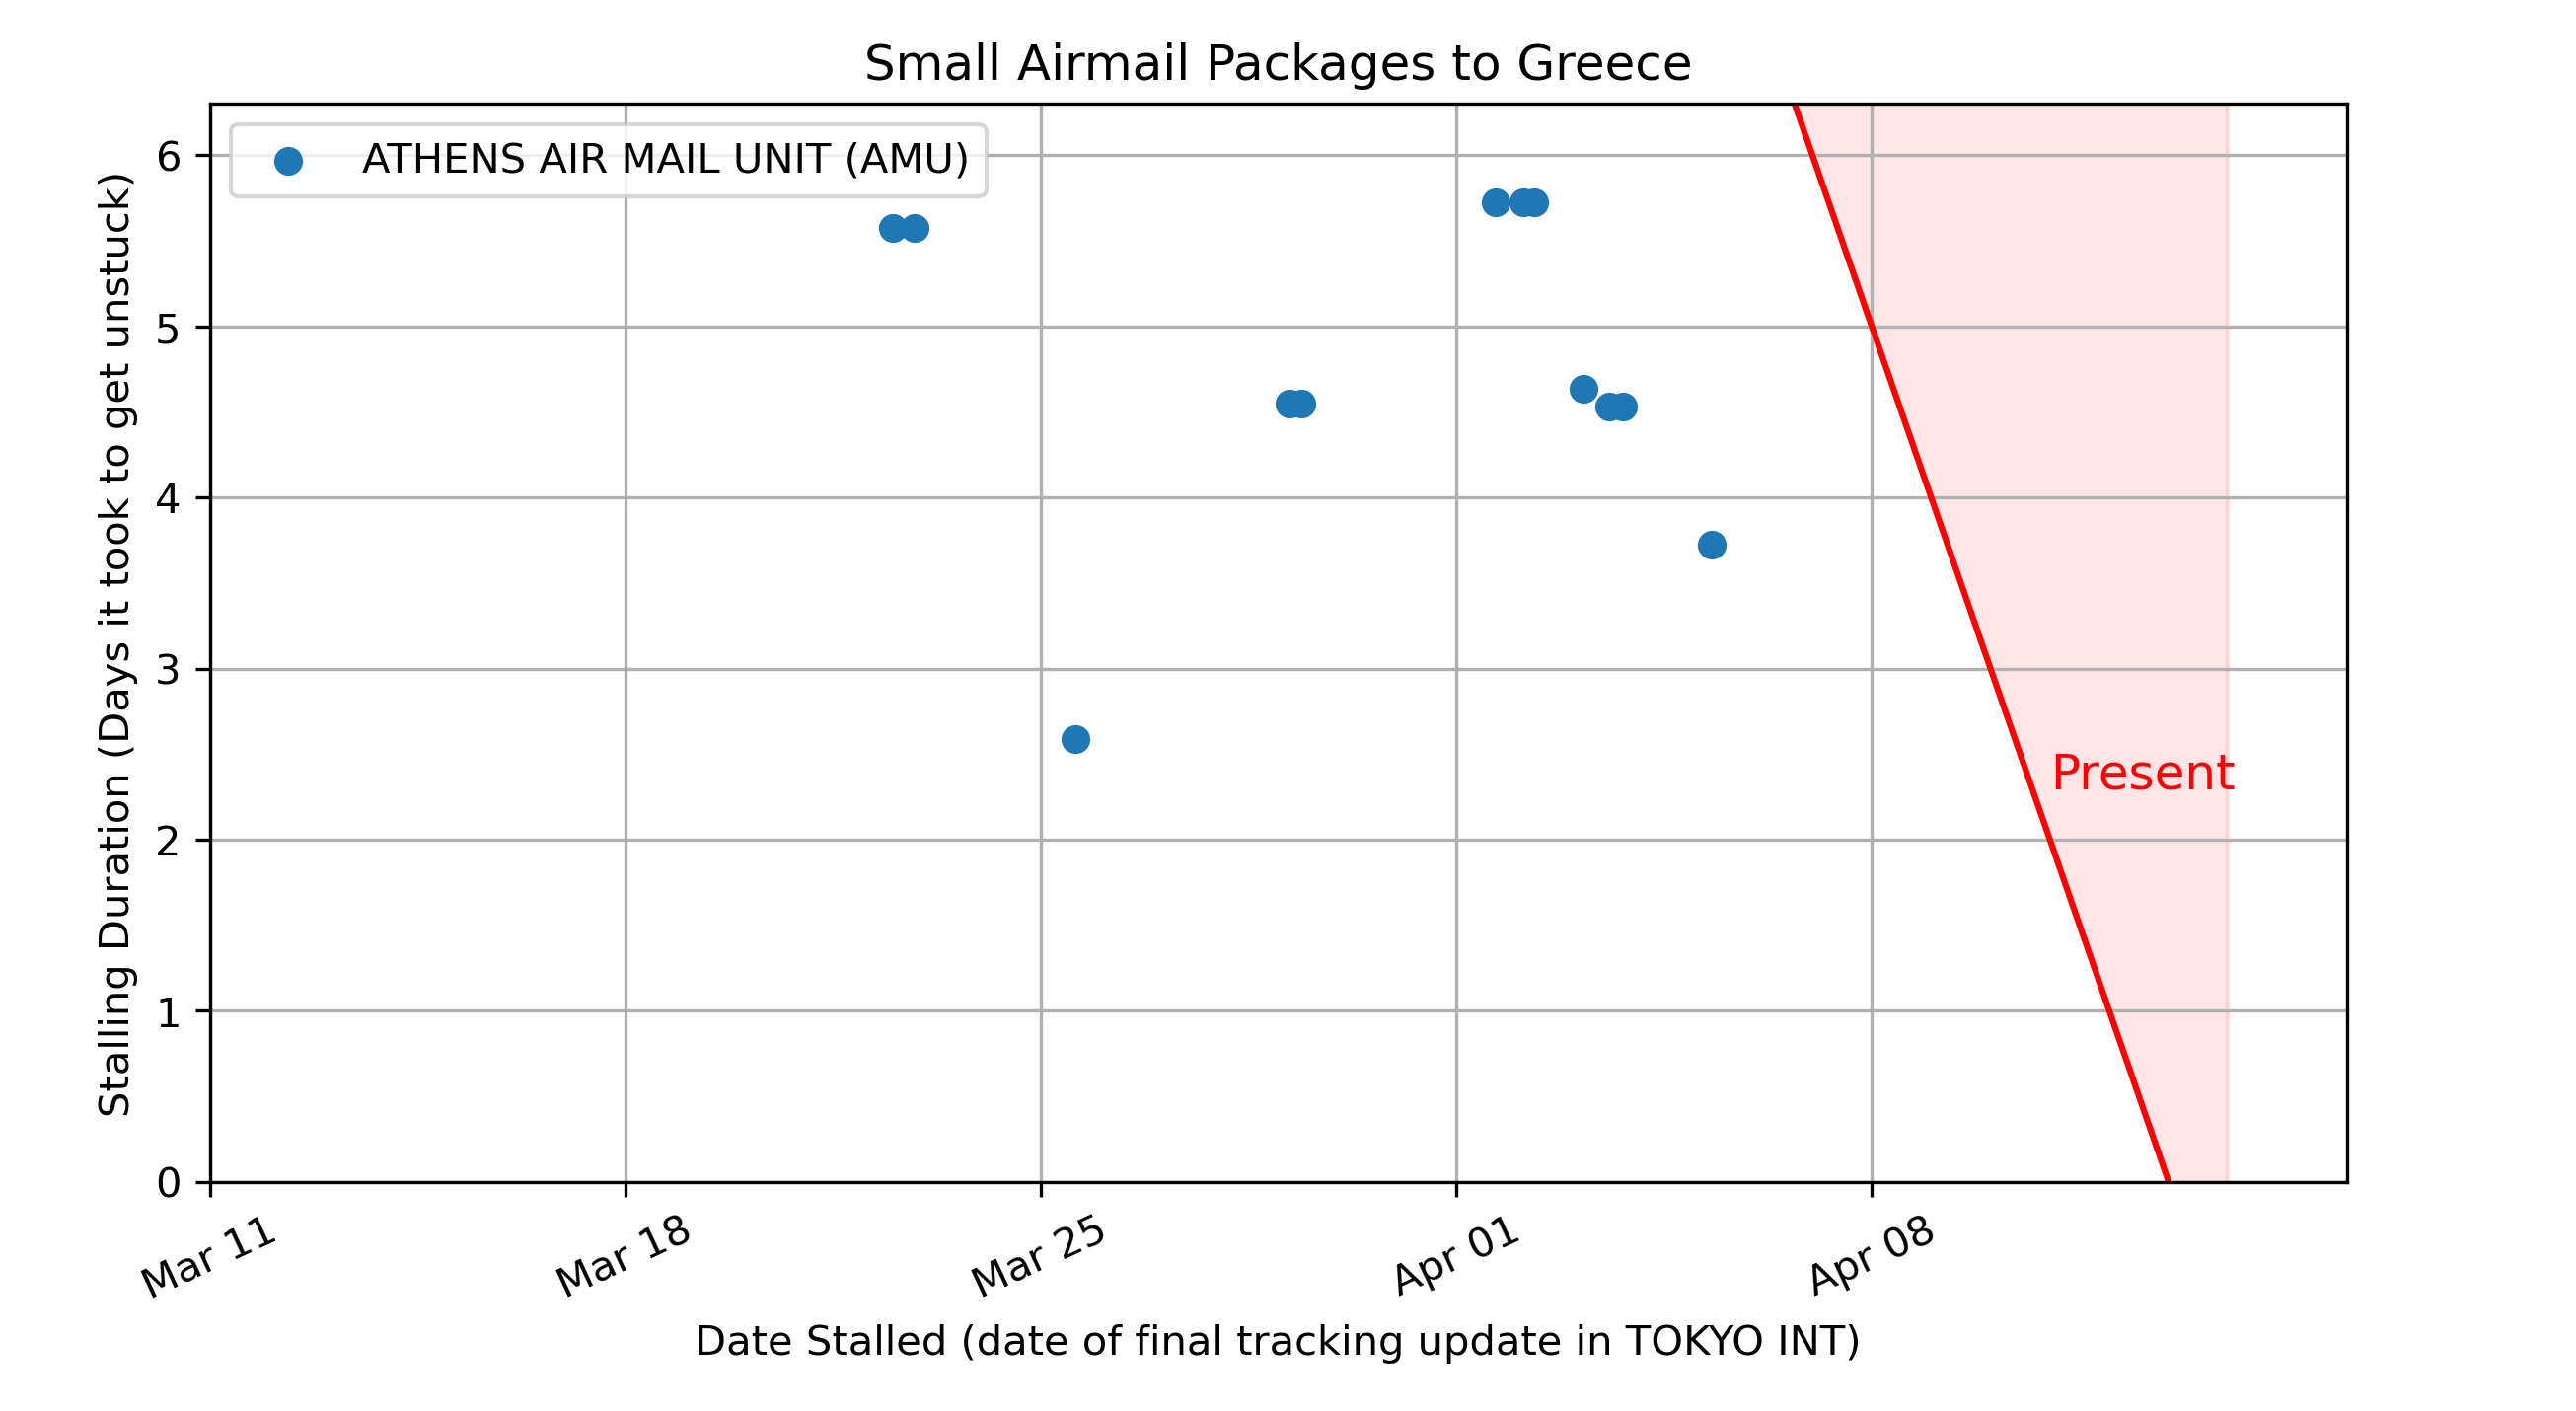 Small Airmail Packages to Greece
ATHENS AIR MAIL UNIT (AMU)
Stalling Duration (Days it took to get unstuck)
6
5
4
3
2
1
0
Present
Mar 11
Mar 18
Mar 25
Apr 01
Apr 08
Date Stalled (date of final tracking update in TOKYO INT)